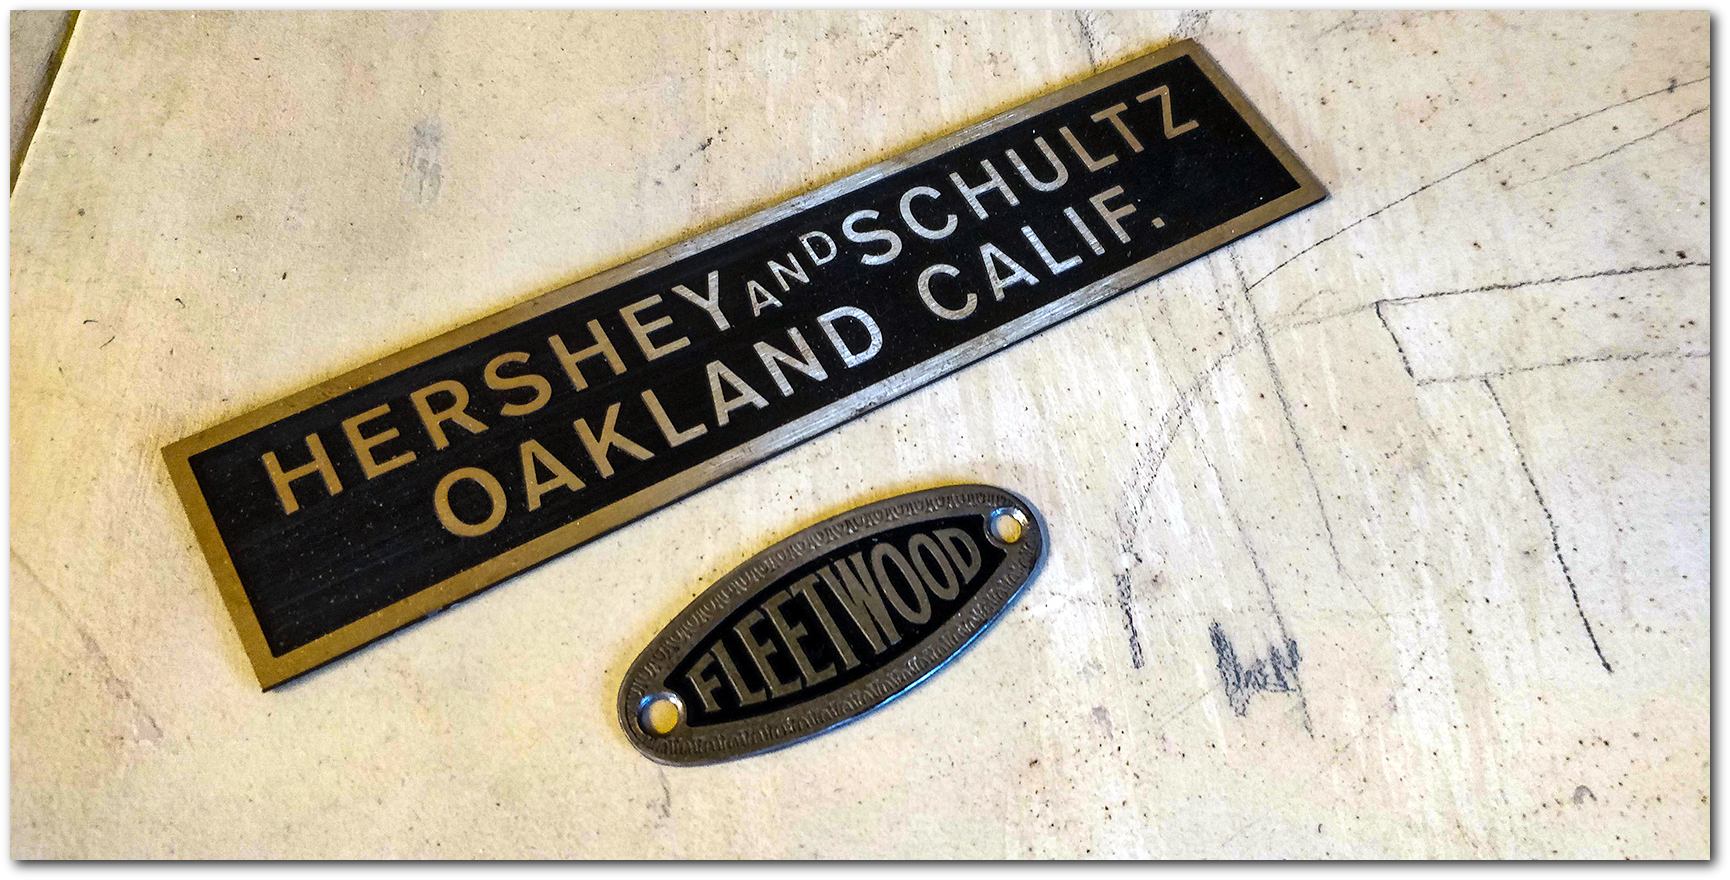 HERSHEY AND SCHULTZ
OAKLAND CALIF.
FLEETWOOD